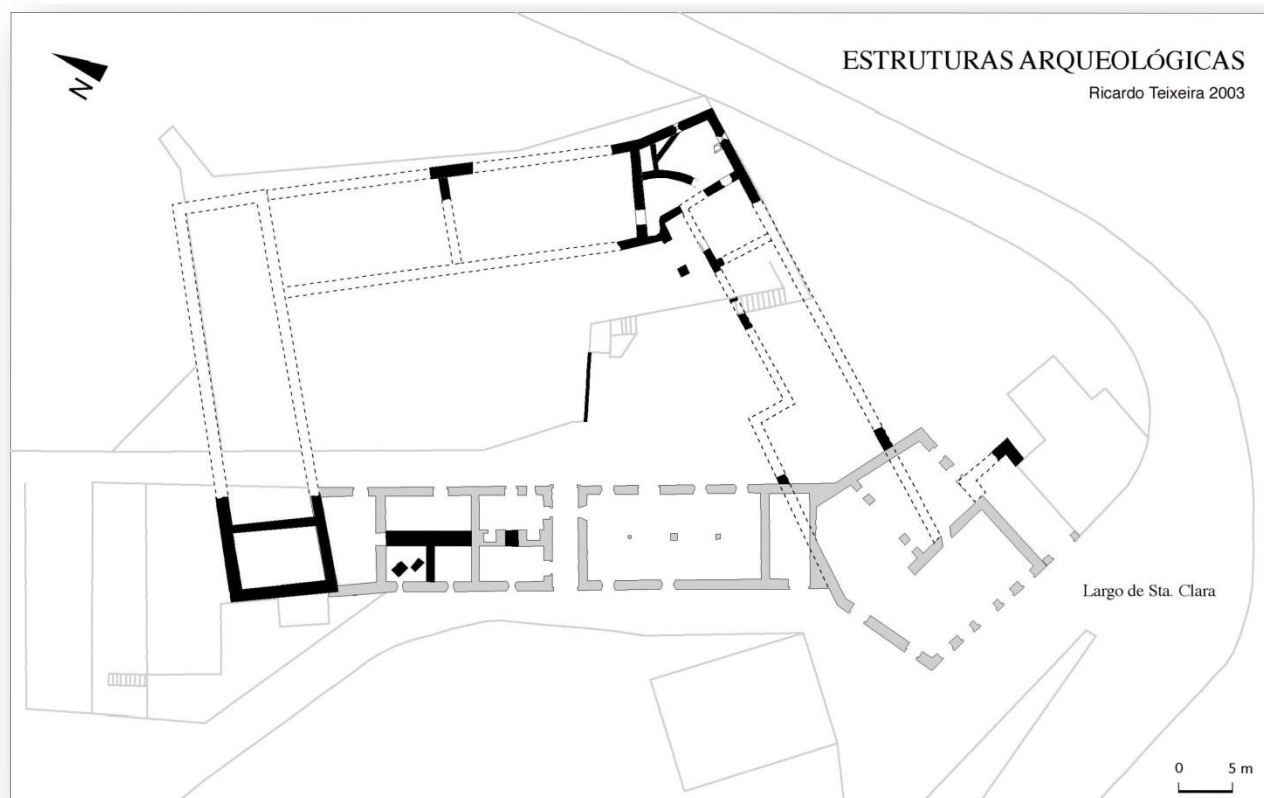 ESTRUTURAS ARQUEOLÓGICAS
Ricardo Teixeira 2003
N
Largo de Sta. Clara
0 5 m